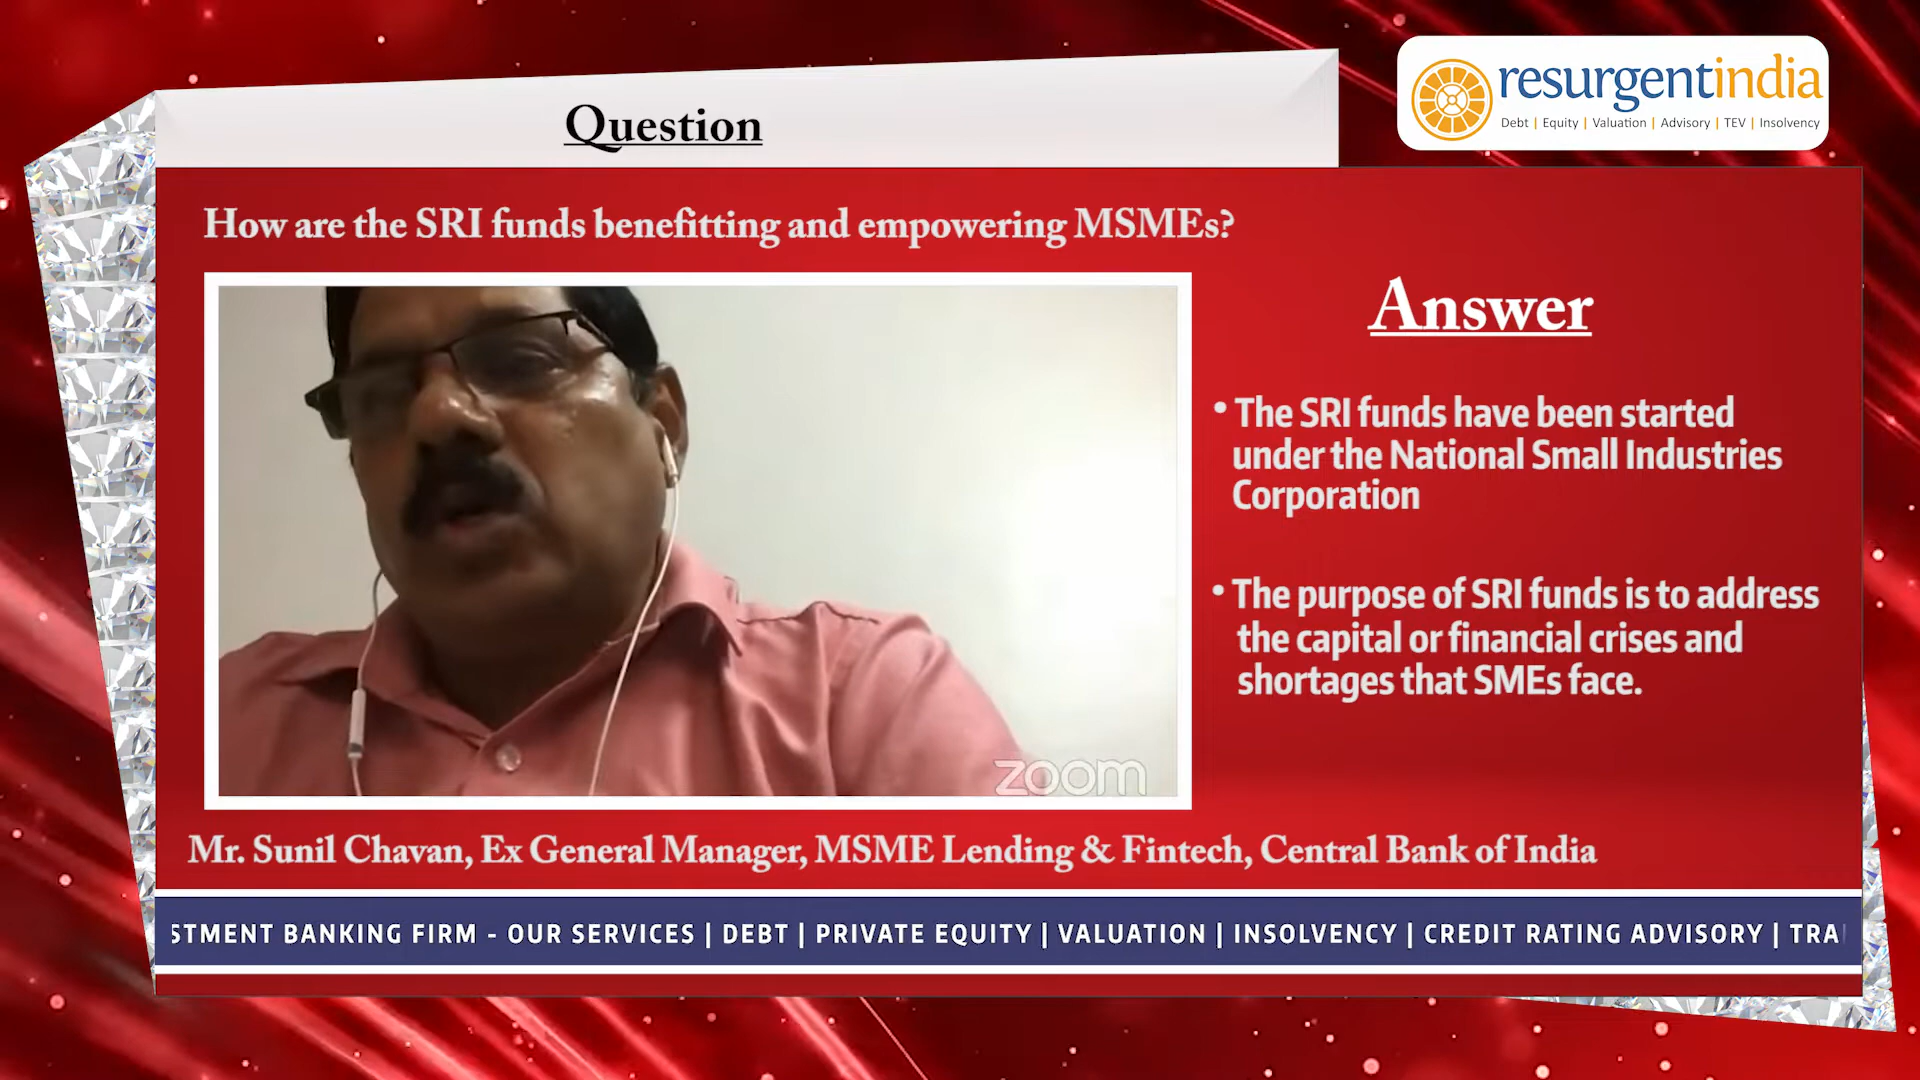 Question
resurgentindia
Debt | Equity | Valuation | Advisory | TEV | Insolvency
How are the SRI funds benefitting and empowering MSMEs?
Answer
• The SRI funds have been started
under the National Small Industries
Corporation
• The purpose of SRI funds is to address
the capital or financial crises and
shortages that SMEs face.
zoom
Mr. Sunil Chavan, Ex General Manager, MSME Lending & Fintech, Central Bank of India
STMENT BANKING FIRM - OUR SERVICES | DEBT | PRIVATE EQUITY | VALUATION | INSOLVENCY | CREDIT RATING ADVISORY | TRA